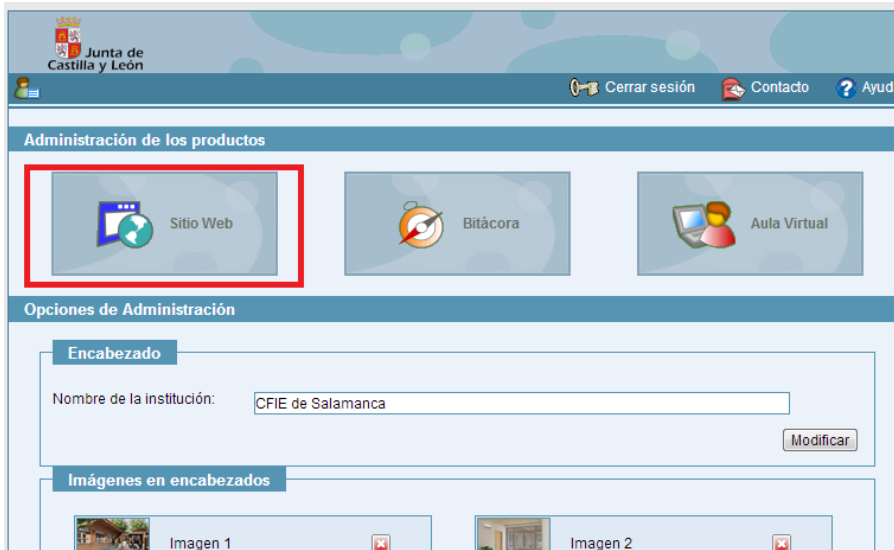 Junta de
Castilla y León
Cerrar sesión Contacto Ayud
Administración de los productos
Sitio Web Bitácora Aula Virtual
Opciones de Administración
Encabezado
Nombre de la institución: CFIE de Salamanca
Modificar
Imágenes en encabezados
Imagen 1 Imagen 2